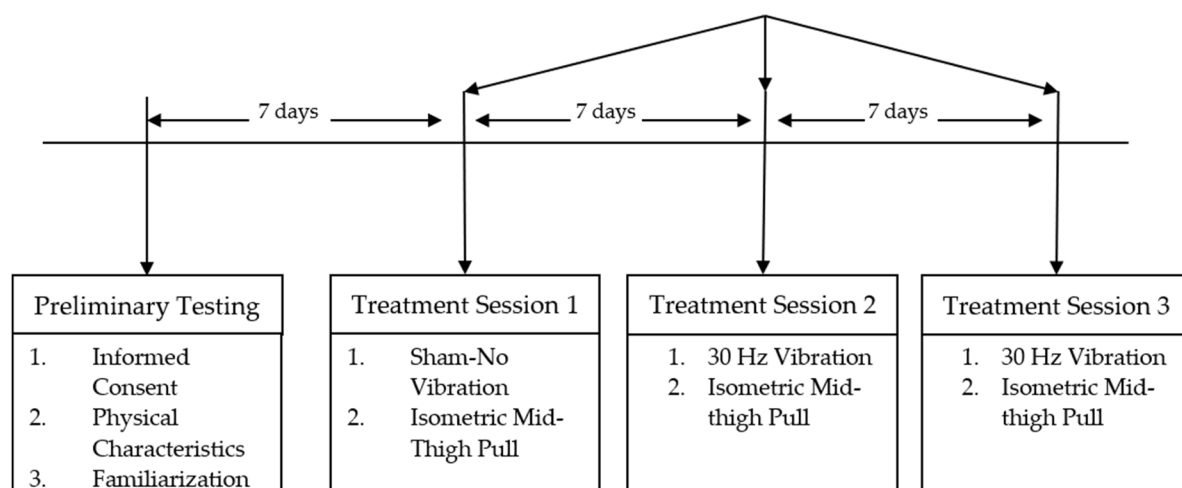 7 days 7 days 7 days
Preliminary Testing
1. Informed
Consent
2. Physical
Characteristics
3. Familiarization
Treatment Session 1
1. Sham-No
Vibration
2. Isometric Mid-
Thigh Pull
Treatment Session 2
1. 30 Hz Vibration
2. Isometric Mid-
thigh Pull
Treatment Session 3
1. 30 Hz Vibration
2. Isometric Mid-
thigh Pull